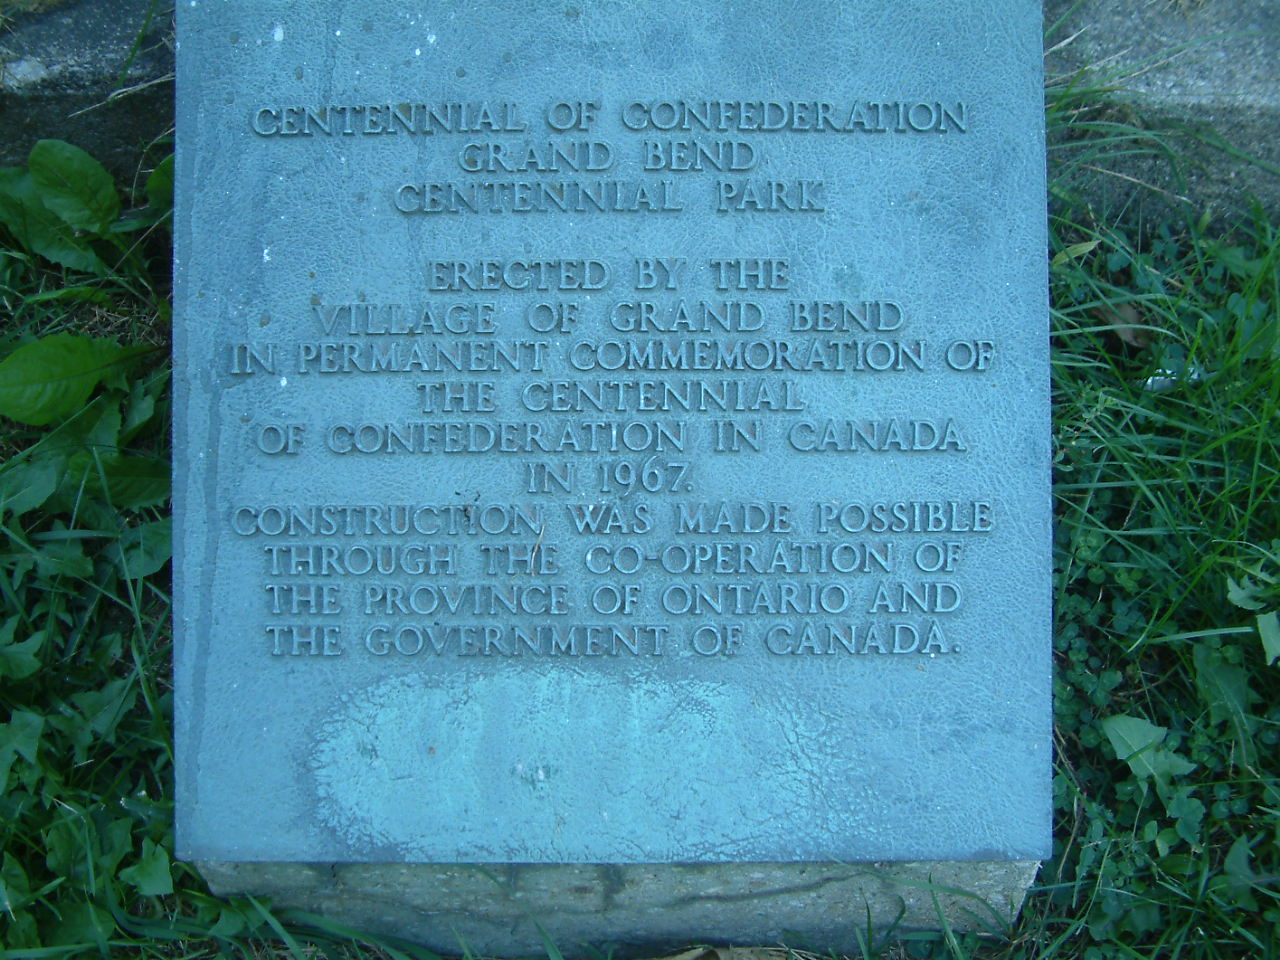 CENTENNIAL OF CONFEDERATION
GRAND BEND
CENTENNIAL PARK
ERECTED BY THE
VILLAGE OF GRAND BEND
IN PERMANENT COMMEMORATION OF
THE CENTENNIAL
OF CONFEDERATION IN CANADA
IN 1967.
CONSTRUCTION WAS MADE POSSIBLE
THROUGH THE CO-OPERATION OF
THE PROVINCE OF ONTARIO AND
THE GOVERNMENT OF CANADA.